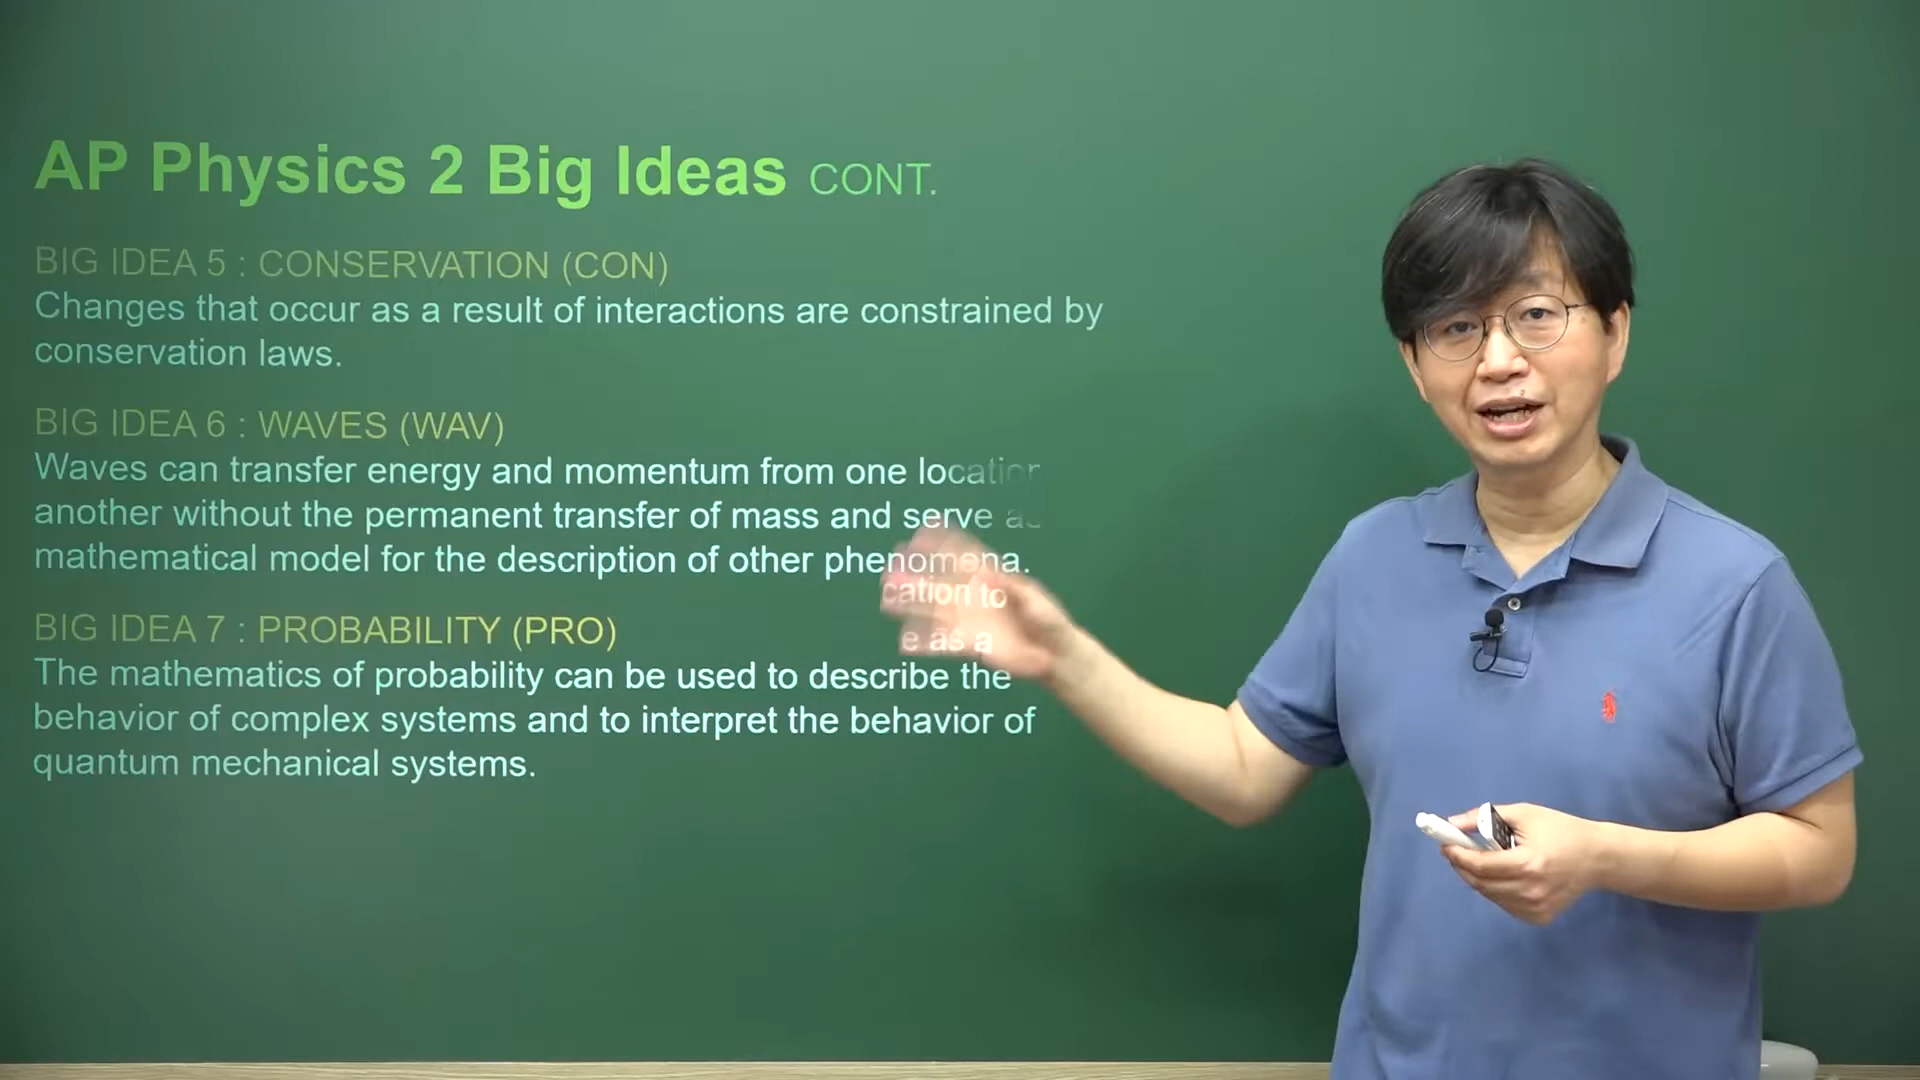 AP Physics 2 Big Ideas CONT.
BIG IDEA 5 : CONSERVATION (CON)
Changes that occur as a result of interactions are constrained by
conservation laws.
BIG IDEA 6 : WAVES (WAV)
Waves can transfer energy and momentum from one location
another without the permanent transfer of mass and serve as
mathematical model for the description of other phenomena.
cation to
e as a
BIG IDEA 7 : PROBABILITY (PRO)
The mathematics of probability can be used to describe the
behavior of complex systems and to interpret the behavior of
quantum mechanical systems.